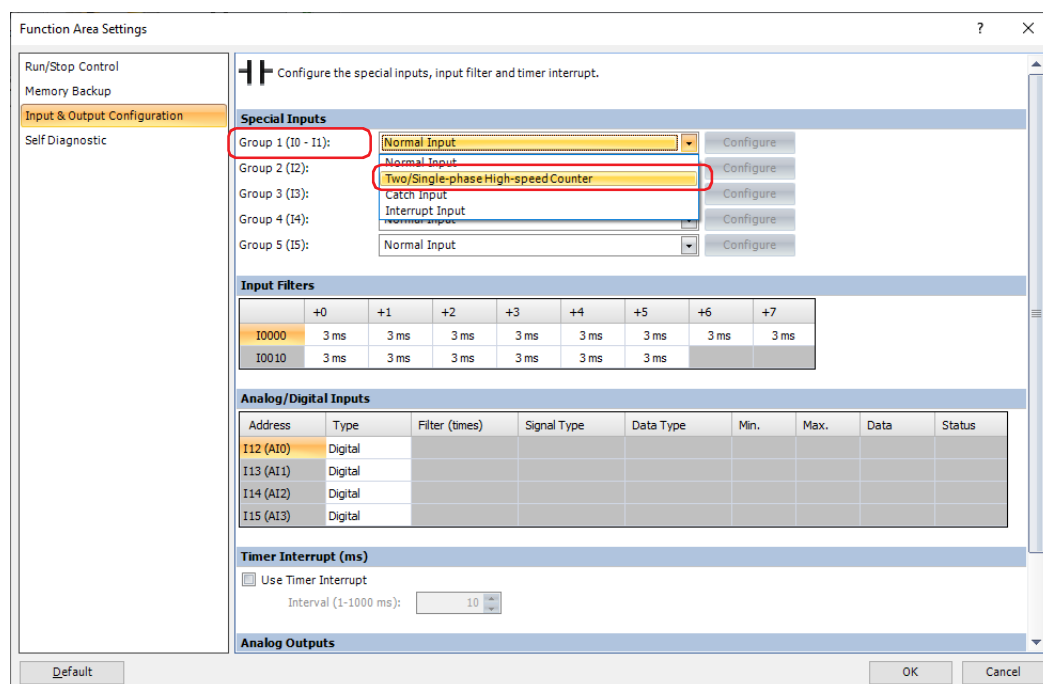 Function Area Settings ?
Run/Stop Control
Memory Backup
Input & Output Configuration
Self Diagnostic
Configure the special inputs, input filter and timer interrupt.
Special Inputs
Group 1 (I0 - I1): Normal Input Configure
Normal Input
Group 2 (I2): Configure
Two/Single-phase High-speed Counter
Group 3 (I3): Catch Input Configure
Interrupt Input
Group 4 (I4): Normal Input Configure
Group 5 (I5): Normal Input Configure
Input Filters
+0 +1 +2 +3 +4 +5 +6 +7
I0000 3 ms 3 ms 3 ms 3 ms 3 ms 3 ms 3 ms 3 ms
I0010 3 ms 3 ms 3 ms 3 ms 3 ms 3 ms
Analog/Digital Inputs
Address Type Filter (times) Signal Type Data Type Min. Max. Data Status
I12 (AI0) Digital
I13 (AI1) Digital
I14 (AI2) Digital
I15 (AI3) Digital
Timer Interrupt (ms)
Use Timer Interrupt
Interval (1-1000 ms): 10
Analog Outputs
Default OK Cancel